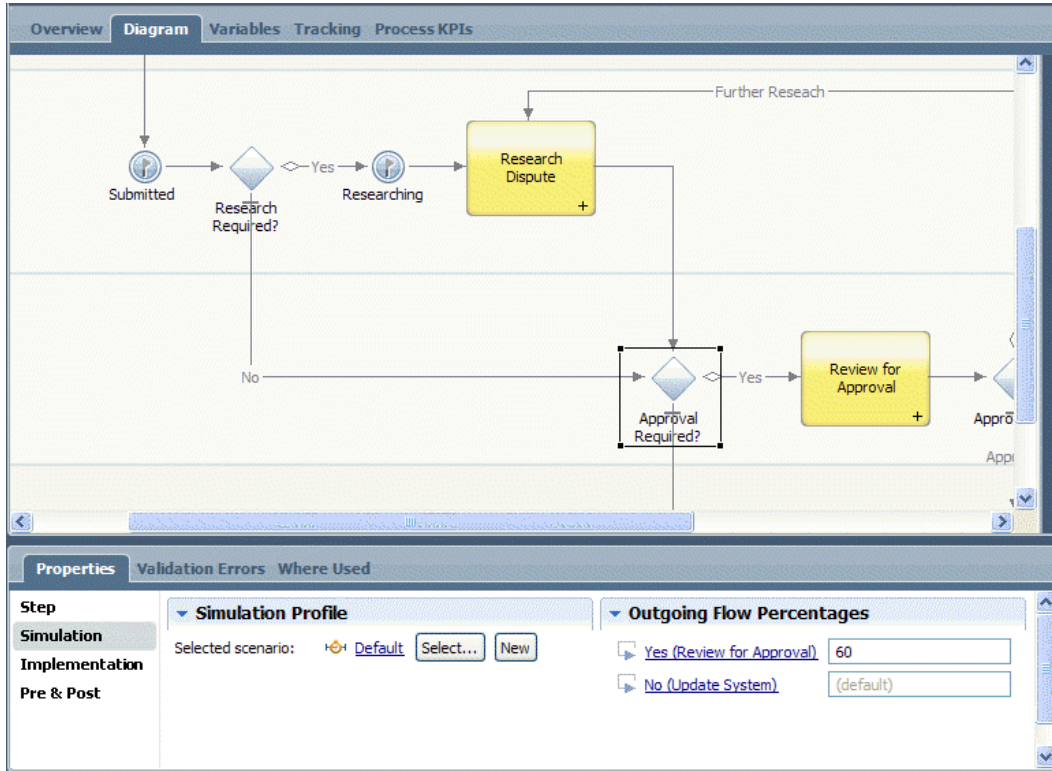 Overview Diagram Variables Tracking Process KPIs
Further Reseach
Submitted
Research
Required?
Yes
Researching
Research
Dispute
No
Approval
Required?
Yes
Review for
Approval
Appro
Appr
Properties Validation Errors Where Used
Step
Simulation
Implementation
Pre & Post
Simulation Profile
Selected scenario: Default Select... New
Outgoing Flow Percentages
Yes (Review for Approval) 60
No (Update System) (default)